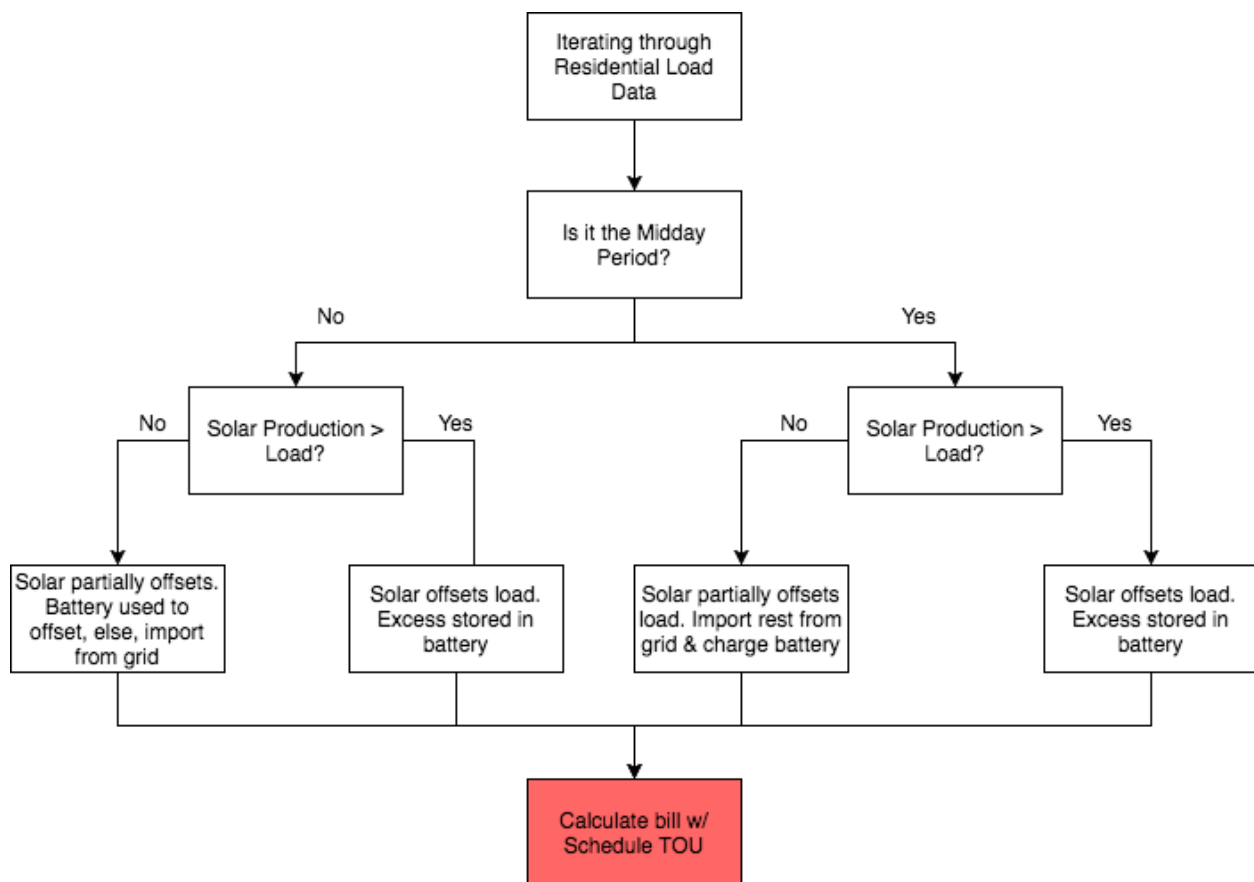 Iterating through
Residential Load
Data
Is it the Midday
Period?
No
Yes
No
Solar Production >
Load?
Yes
No
Solar Production >
Load?
Yes
Solar partially offsets.
Battery used to
offset, else, import
from grid
Solar offsets load.
Excess stored in
battery
Solar partially offsets
load. Import rest from
grid & charge battery
Solar offsets load.
Excess stored in
battery
Calculate bill w/
Schedule TOU